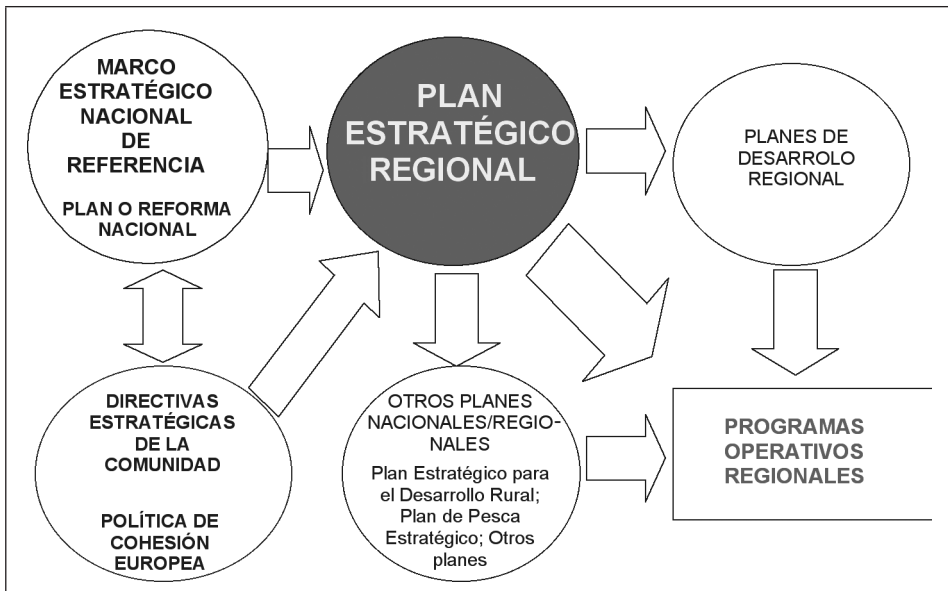 MARCO
ESTRATÉGICO
NACIONAL
DE
REFERENCIA
PLAN O REFORMA
NACIONAL
PLAN
ESTRATÉGICO
REGIONAL
PLANES DE
DESARROLO
REGIONAL
DIRECTIVAS
ESTRATÉGICAS
DE LA
COMUNIDAD
POLÍTICA DE
COHESIÓN
EUROPEA
OTROS PLANES
NACIONALES/REGIO-
NALES
Plan Estratégico para
el Desarrollo Rural;
Plan de Pesca
Estratégico; Otros
planes
PROGRAMAS
OPERATIVOS
REGIONALES